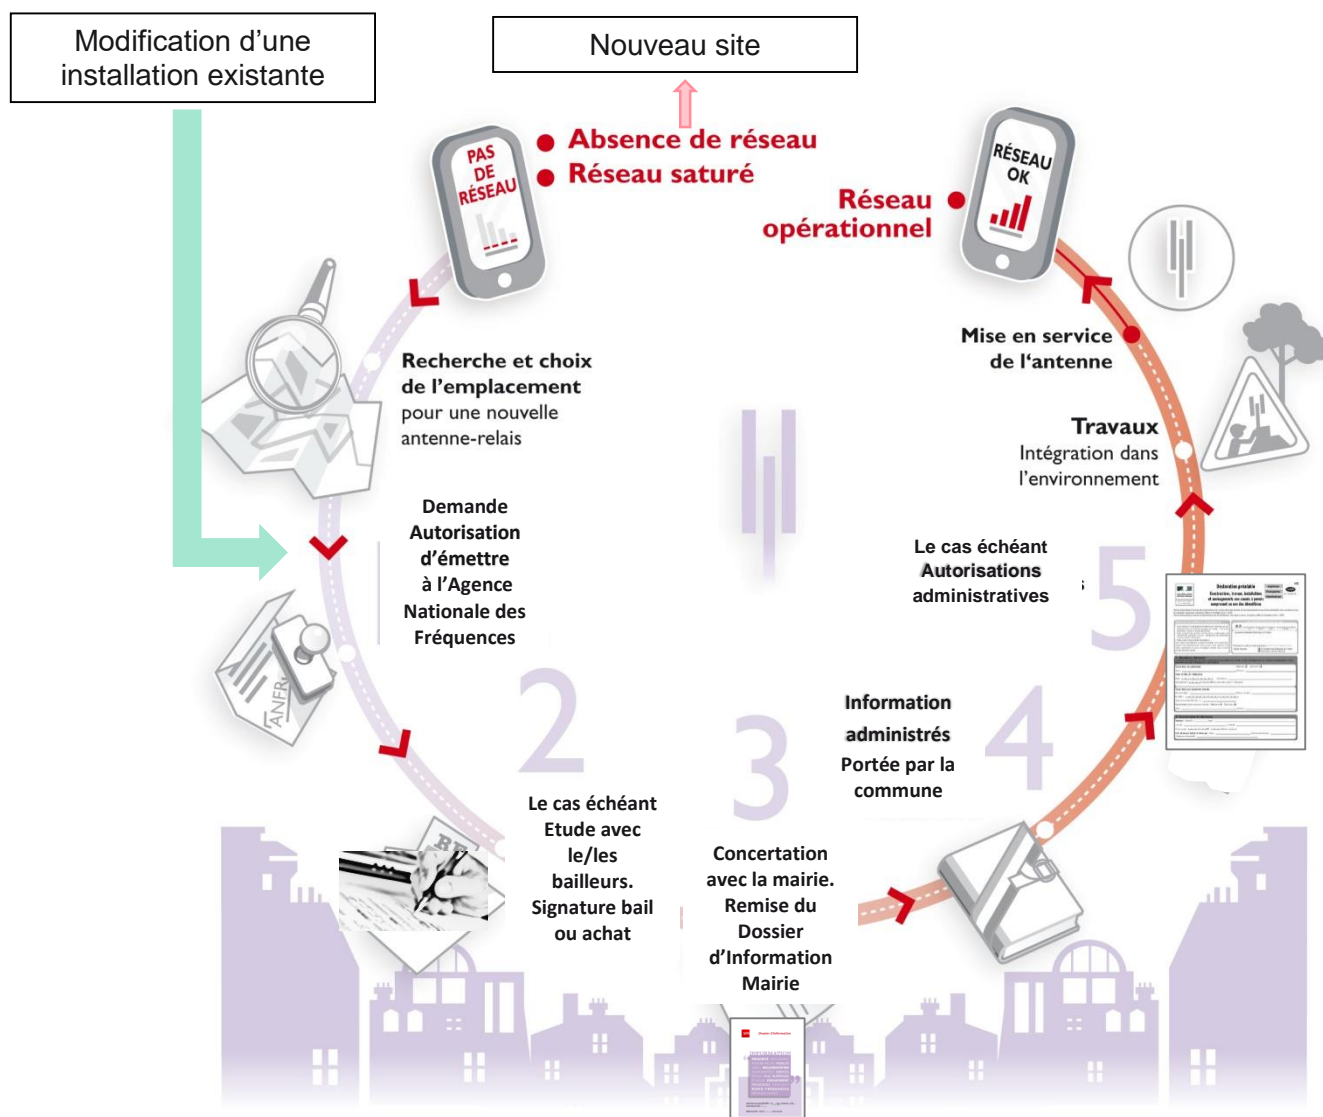 Modification d’une
installation existante
Nouveau site
Absence de réseau
Réseau saturé
PAS
DE
RÉSEAU
RÉSEAU
OK
Réseau
opérationnel
Recherche et choix
de l’emplacement
pour une nouvelle
antenne-relais
Mise en service
de l‘antenne
Travaux
Intégration dans
l’environnement
Demande
Autorisation
d’émettre
à l’Agence
Nationale des
Fréquences
ANFR
Le cas échéant
Autorisations
administratives
5
Déclaration préalable
2
Le cas échéant
Etude avec
le/les
bailleurs.
Signature bail
ou achat
3
Concertation
avec la mairie.
Remise du
Dossier
d’Information
Mairie
4
Information
administrés
Portée par la
commune
INFORMATION